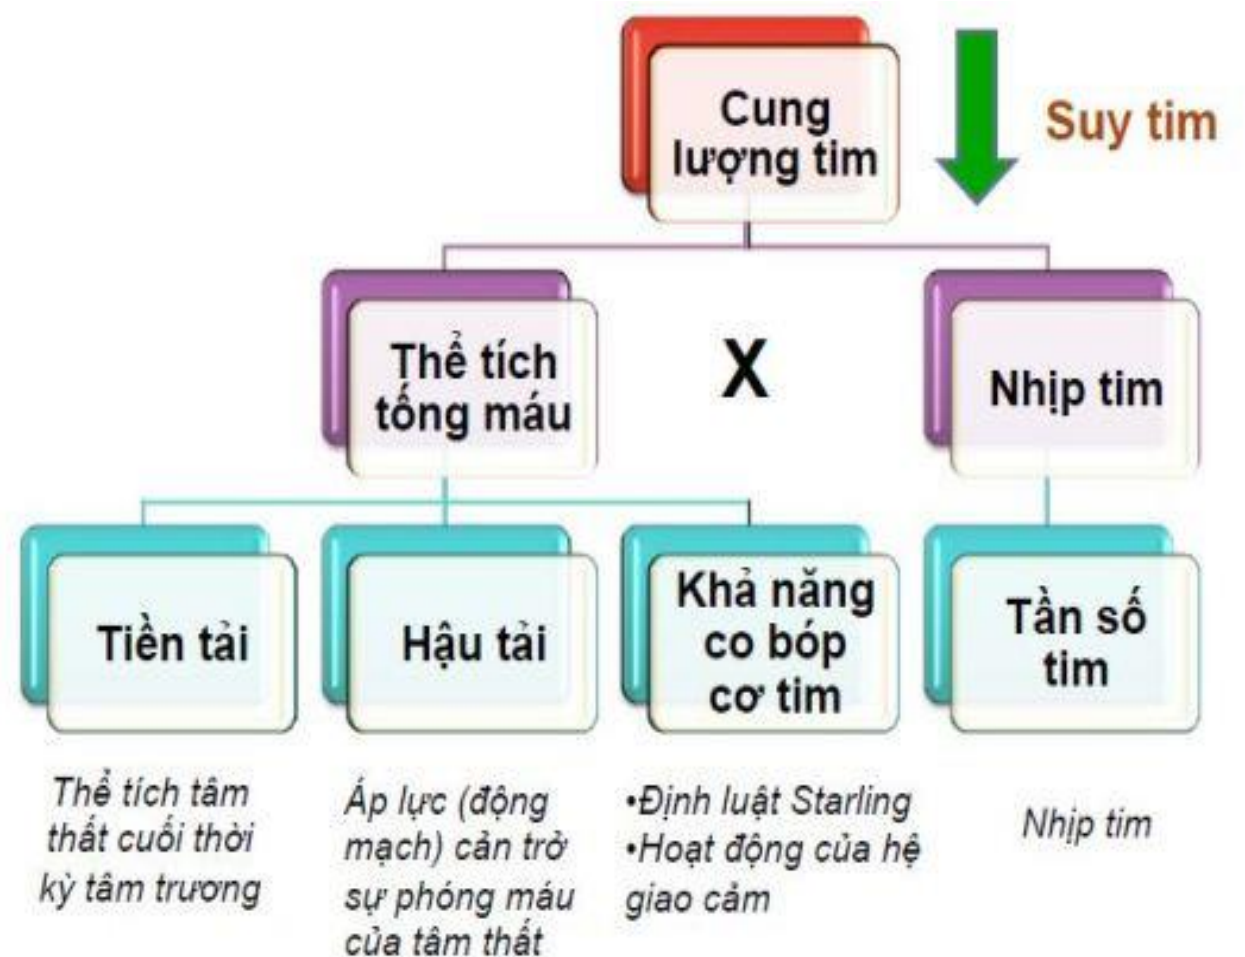 Cung
lượng tim
Suy tim
Thể tích
tống máu
X
Nhịp tim
Tiền tải
Hậu tải
Khả năng
co bóp
cơ tim
Tần số
tim
Thể tích tâm
thất cuối thời
kỳ tâm trương
Áp lực (động
mạch) cản trở
sự phóng máu
của tâm thất
•Định luật Starling
•Hoạt động của hệ
giao cảm
Nhịp tim